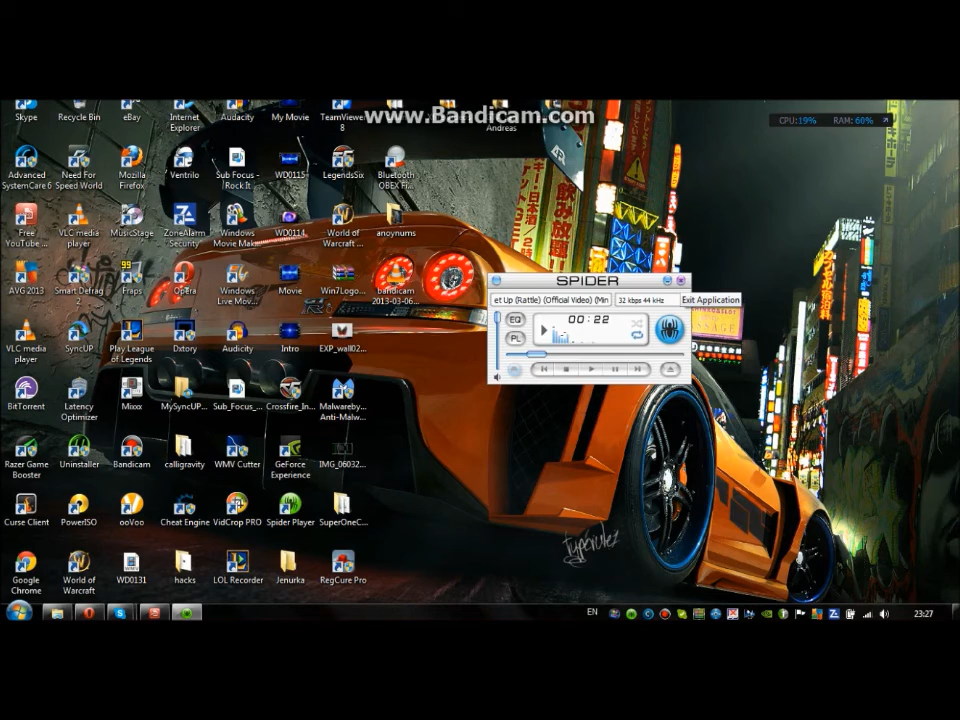 www.Bandicam.com
CPU:19% RAM: 60%
Skype
Recycle Bin
eBay
Internet Explorer
Audacity
My Movie
TeamViewer 8
Andreas
Advanced SystemCare 6
Need For Speed World
Mozilla Firefox
Ventrilo
Sub Focus - Rock It
WD0115
LegendsSix
Bluetooth OBEX Fi...
Free YouTube ...
VLC media player
MusicStage
ZoneAlarm Security
Windows Movie Mak...
WD0114
World of Warcraft ...
anoynums
AVG 2013
Smart Defrag 2
99
Fraps
Opera
Windows Live Mov...
Movie
Win7Logo...
bandicam 2013-03-06...
SPIDER
et Up (Rattle) (Official Video) (Min
32 kbps 44 kHz
Exit Application
EQ
00:22
PL
VLC media player
SyncUP
Play League of Legends
Dxtory
Audicity
Intro
EXP_wall02...
BitTorrent
Latency Optimizer
Mixxx
MySyncUP...
Sub_Focus_...
Crossfire_In...
Malwareby... Anti-Malw...
Razer Game Booster
Uninstaller
Bandicam
calligravity
WMV Cutter
GeForce Experience
IMG_06032...
Curse Client
PowerISO
ooVoo
Cheat Engine
VidCrop PRO
Spider Player
SuperOneC...
Google Chrome
World of Warcraft
WD0131
hacks
LOL Recorder
Jenurka
RegCure Pro
EN
23:27
飲み放題